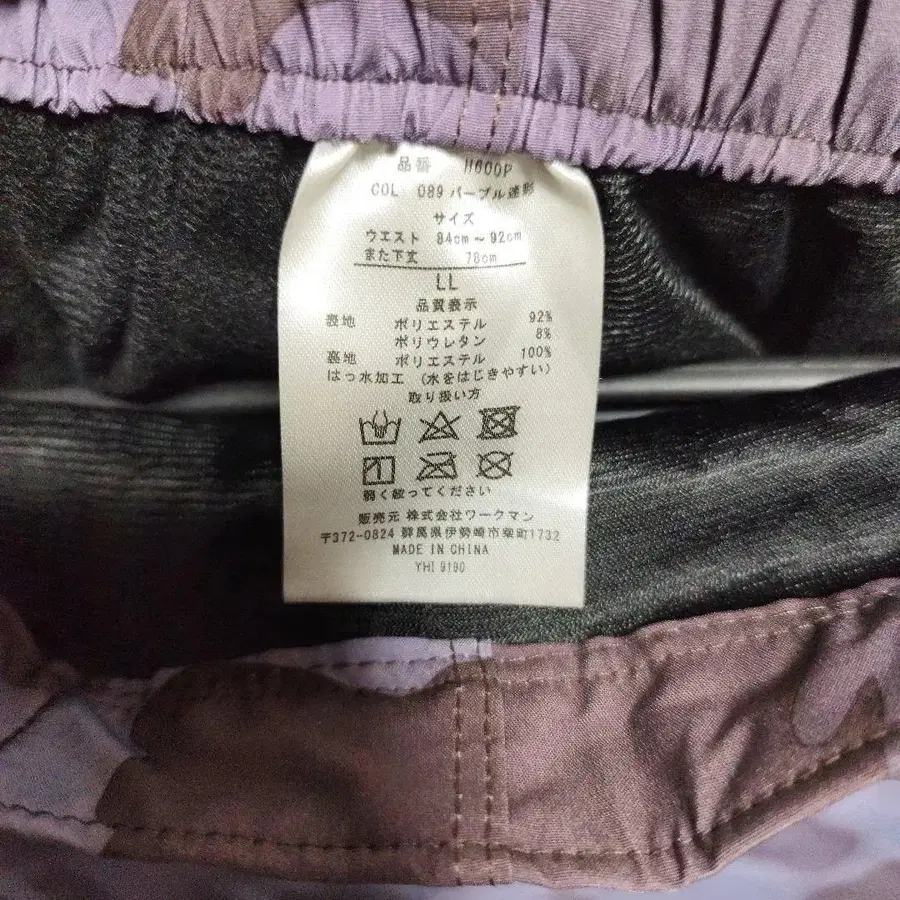 品番 H600P
COL 089 パープル迷彩
サイズ
ウエスト 84cm～92cm
また下丈 78cm
LL
品質表示
表地 ポリエステル 92%
ポリウレタン 8%
裏地 ポリエステル 100%
はっ水加工 (水をはじきやすい)
取り扱い方
弱く絞ってください
販売元 株式会社ワークマン
〒372-0824 群馬県伊勢崎市柴町1732
MADE IN CHINA
YHI 9190